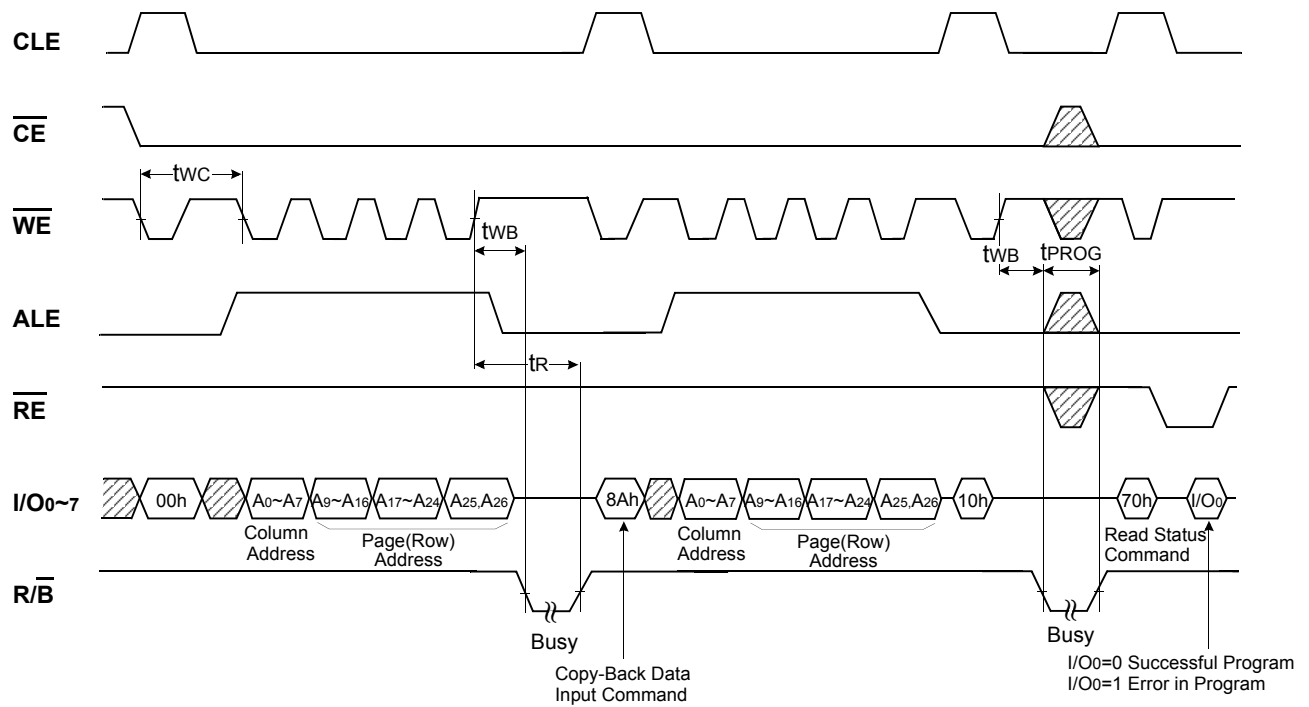 CLE
CE
tWC
WE
tWB
tWB
tPROG
ALE
tR
RE
I/O0~7
00h
A0~A7
A9~A16
A17~A24
A25,A26
8Ah
A0~A7
A9~A16
A17~A24
A25,A26
10h
70h
I/O0
Column
Address
Page(Row)
Address
Column
Address
Page(Row)
Address
Read Status
Command
R/B
Busy
Busy
Copy-Back Data
Input Command
I/O0=0 Successful Program
I/O0=1 Error in Program